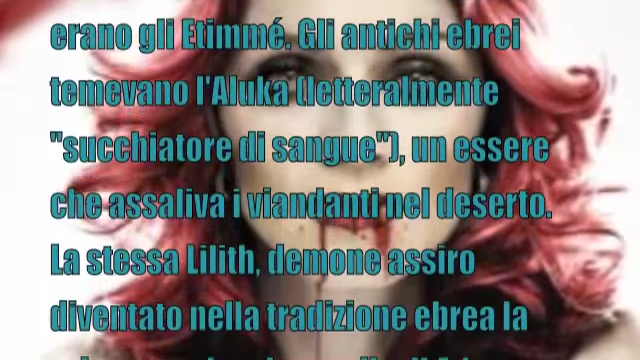 erano gli Etimmé. Gli antichi ebrei
temevano l'Aluka (letteralmente
"succhiatore di sangue"), un essere
che assaliva i viandanti nel deserto.
La stessa Lilith, demone assiro
diventato nella tradizione ebrea la